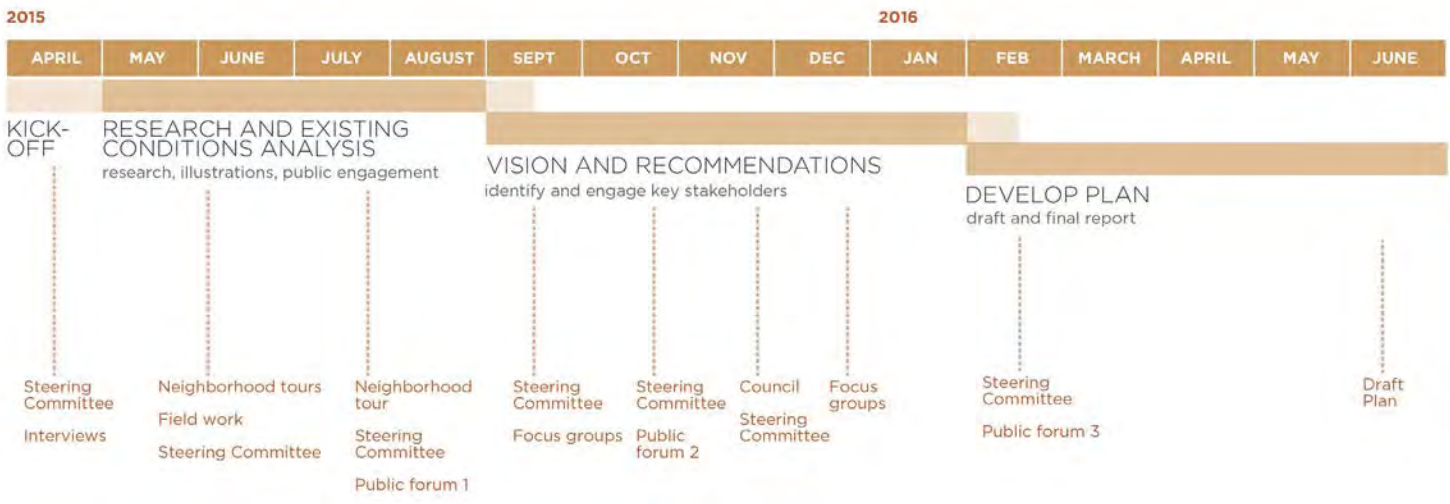 2015
2016
APRIL MAY JUNE JULY AUGUST SEPT OCT NOV DEC JAN FEB MARCH APRIL MAY JUNE
KICK-
OFF
RESEARCH AND EXISTING
CONDITIONS ANALYSIS
research, illustrations, public engagement
VISION AND RECOMMENDATIONS
identify and engage key stakeholders
DEVELOP PLAN
draft and final report
Steering
Committee
Interviews
Neighborhood tours
Field work
Steering Committee
Neighborhood
tour
Steering
Committee
Public forum 1
Steering
Committee
Focus groups
Steering
Committee
Public
forum 2
Council
Steering
Committee
Focus
groups
Steering
Committee
Public forum 3
Draft
Plan